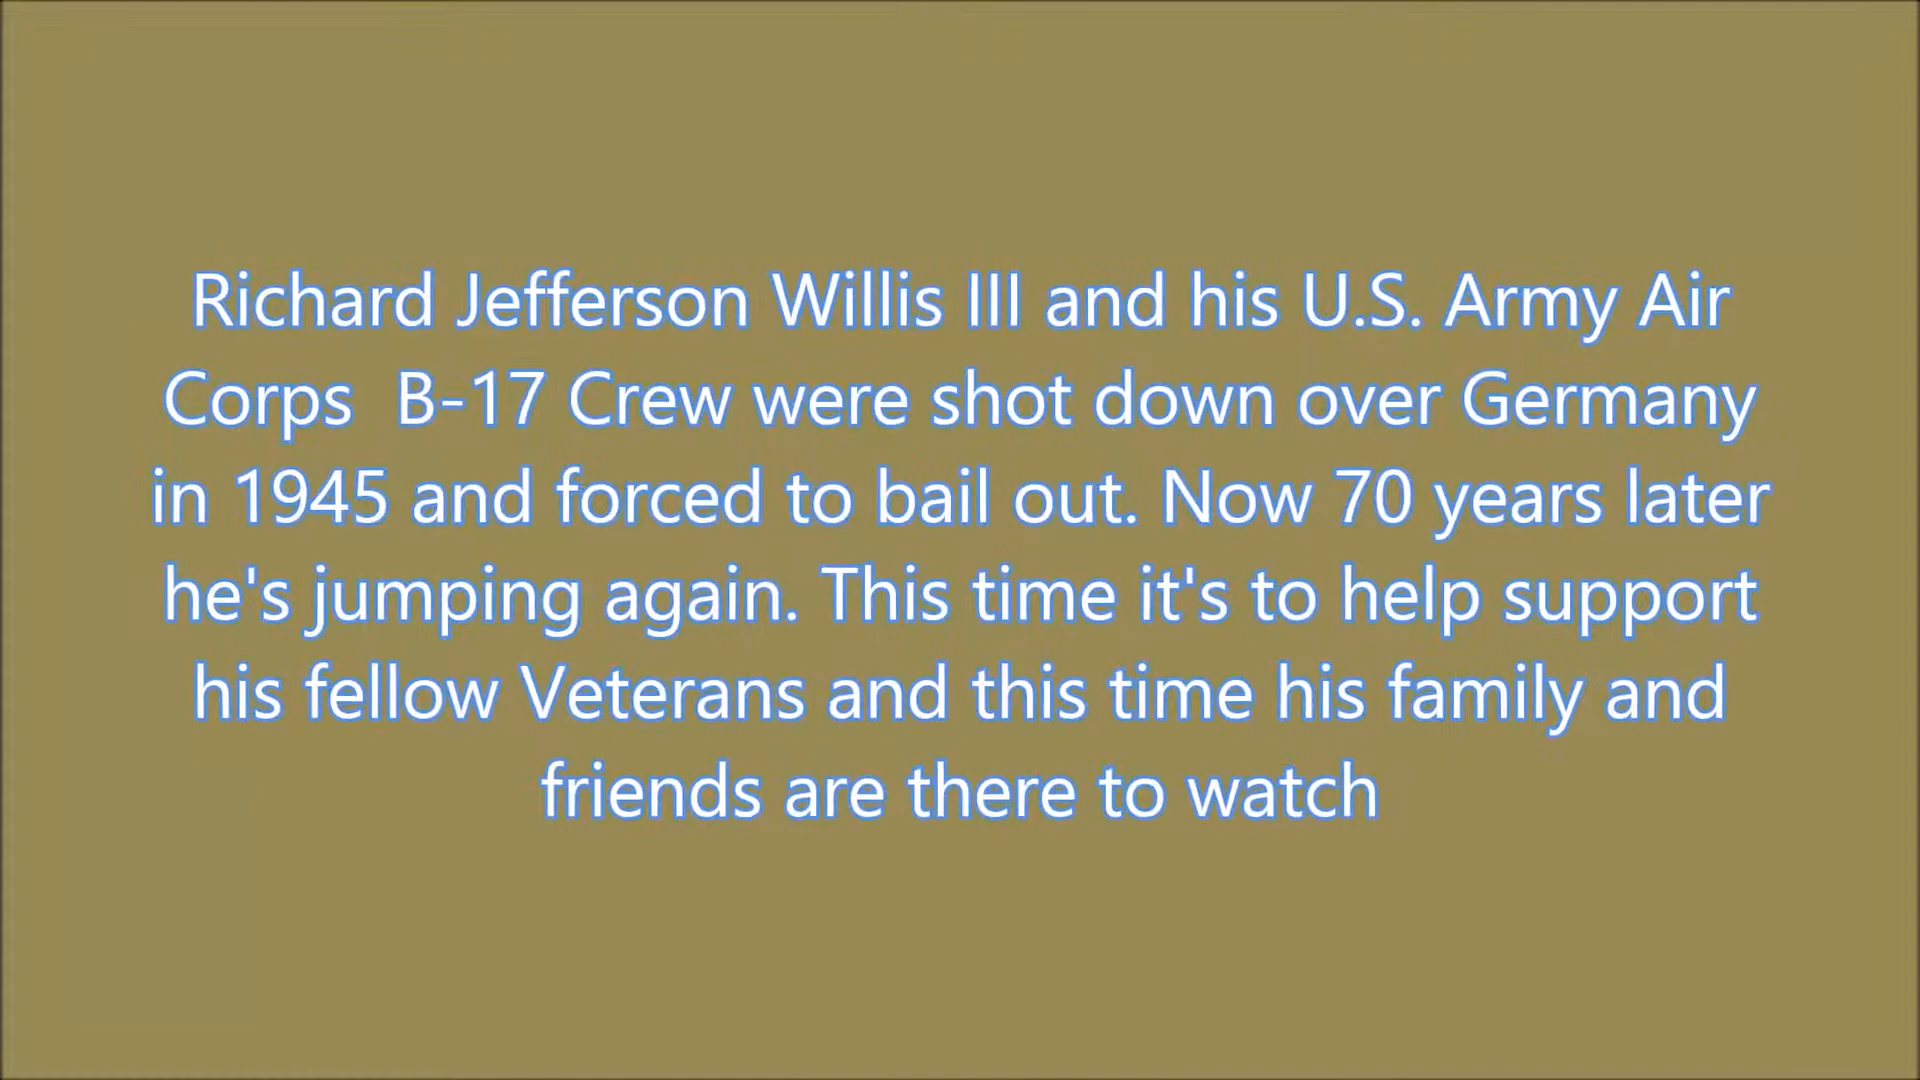 Richard Jefferson Willis III and his U.S. Army Air
Corps  B-17 Crew were shot down over Germany
in 1945 and forced to bail out. Now 70 years later
he's jumping again. This time it's to help support
his fellow Veterans and this time his family and
friends are there to watch